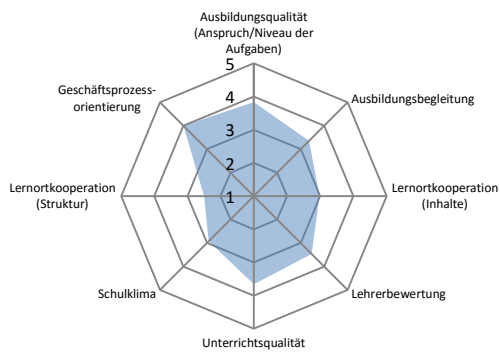 Ausbildungsqualität
(Anspruch/Niveau der
Aufgaben)
Geschäftsprozess-
orientierung
Ausbildungsbegleitung
Lernortkooperation
(Struktur)
Lernortkooperation
(Inhalte)
Schulklima
Lehrerbewertung
Unterrichtsqualität
5
4
3
2
1